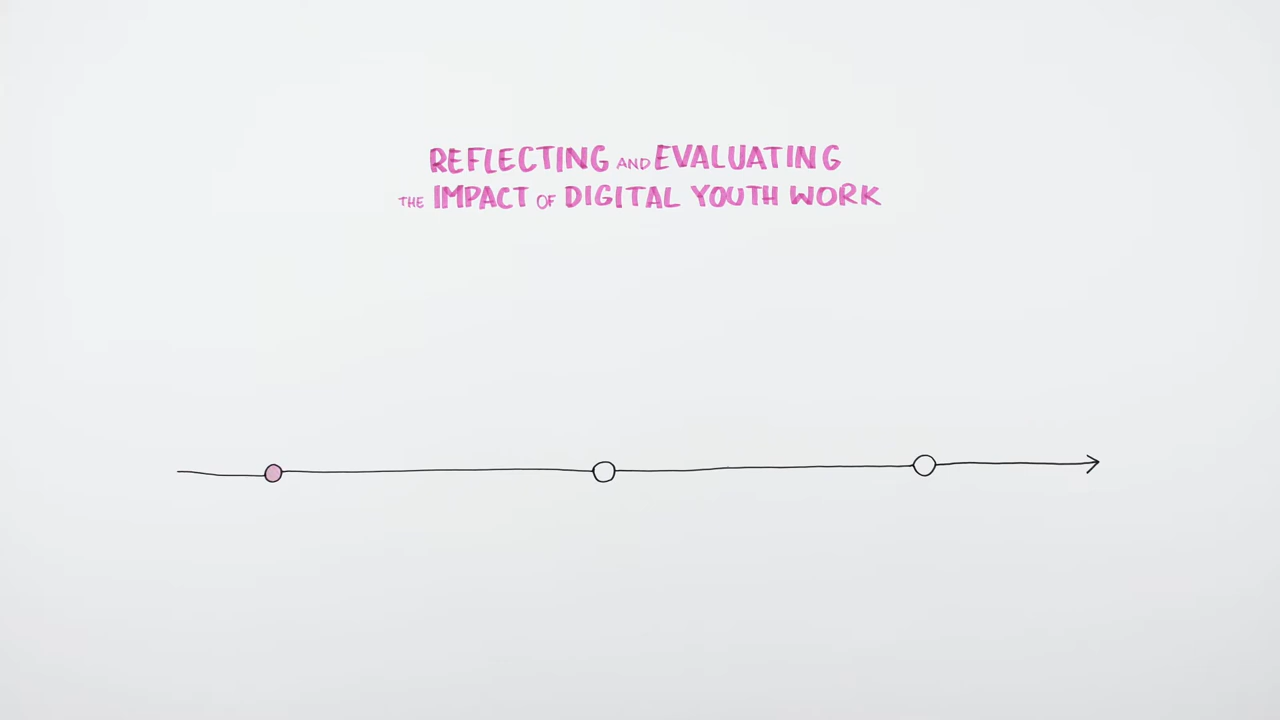 REFLECTING AND EVALUATING
THE IMPACT OF DIGITAL YOUTH WORK